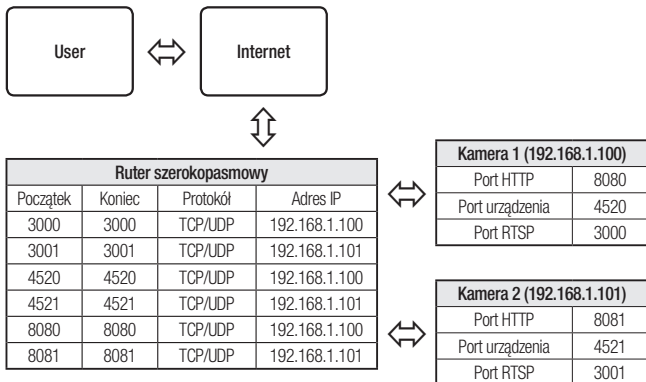 User
Internet
Ruter szerokopasmowy
Początek Koniec Protokół Adres IP
3000 3000 TCP/UDP 192.168.1.100
3001 3001 TCP/UDP 192.168.1.101
4520 4520 TCP/UDP 192.168.1.100
4521 4521 TCP/UDP 192.168.1.101
8080 8080 TCP/UDP 192.168.1.100
8081 8081 TCP/UDP 192.168.1.101
Kamera 1 (192.168.1.100)
Port HTTP 8080
Port urządzenia 4520
Port RTSP 3000
Kamera 2 (192.168.1.101)
Port HTTP 8081
Port urządzenia 4521
Port RTSP 3001